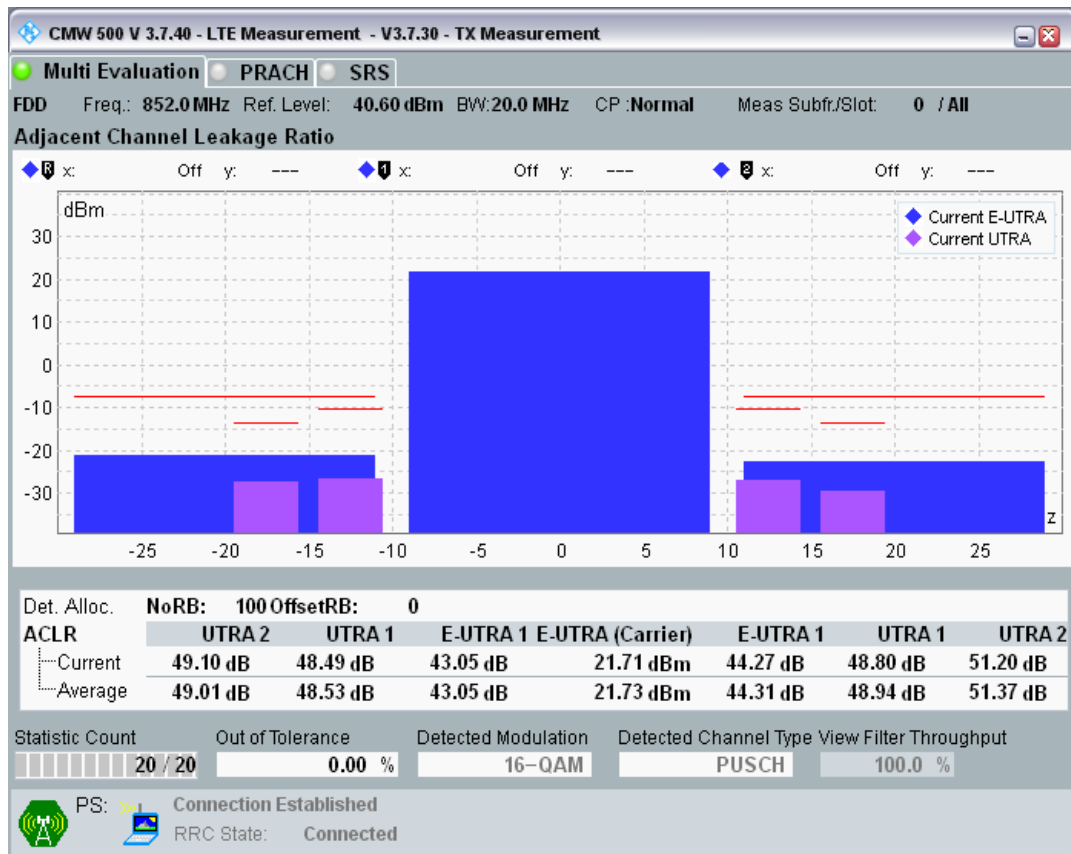 CMW 500 V 3.7.40 - LTE Measurement - V3.7.30 - TX Measurement
Multi Evaluation PRACH SRS
FDD Freq.: 852.0 MHz Ref. Level: 40.60 dBm BW:20.0 MHz CP :Normal Meas Subfr./Slot: 0 / All
Adjacent Channel Leakage Ratio
R x: Off y: --- 1 x: Off y: --- 2 x: Off y: ---
dBm
Current E-UTRA
Current UTRA
30
20
10
0
-10
-20
-30
z
-25 -20 -15 -10 -5 0 5 10 15 20 25
Det. Alloc. NoRB: 100 OffsetRB: 0
ACLR UTRA 2 UTRA 1 E-UTRA 1 E-UTRA (Carrier) E-UTRA 1 UTRA 1 UTRA 2
Current 49.10 dB 48.49 dB 43.05 dB 21.71 dBm 44.27 dB 48.80 dB 51.20 dB
Average 49.01 dB 48.53 dB 43.05 dB 21.73 dBm 44.31 dB 48.94 dB 51.37 dB
Statistic Count Out of Tolerance Detected Modulation Detected Channel Type View Filter Throughput
20 / 20 0.00 % 16-QAM PUSCH 100.0 %
PS: Connection Established
RRC State: Connected